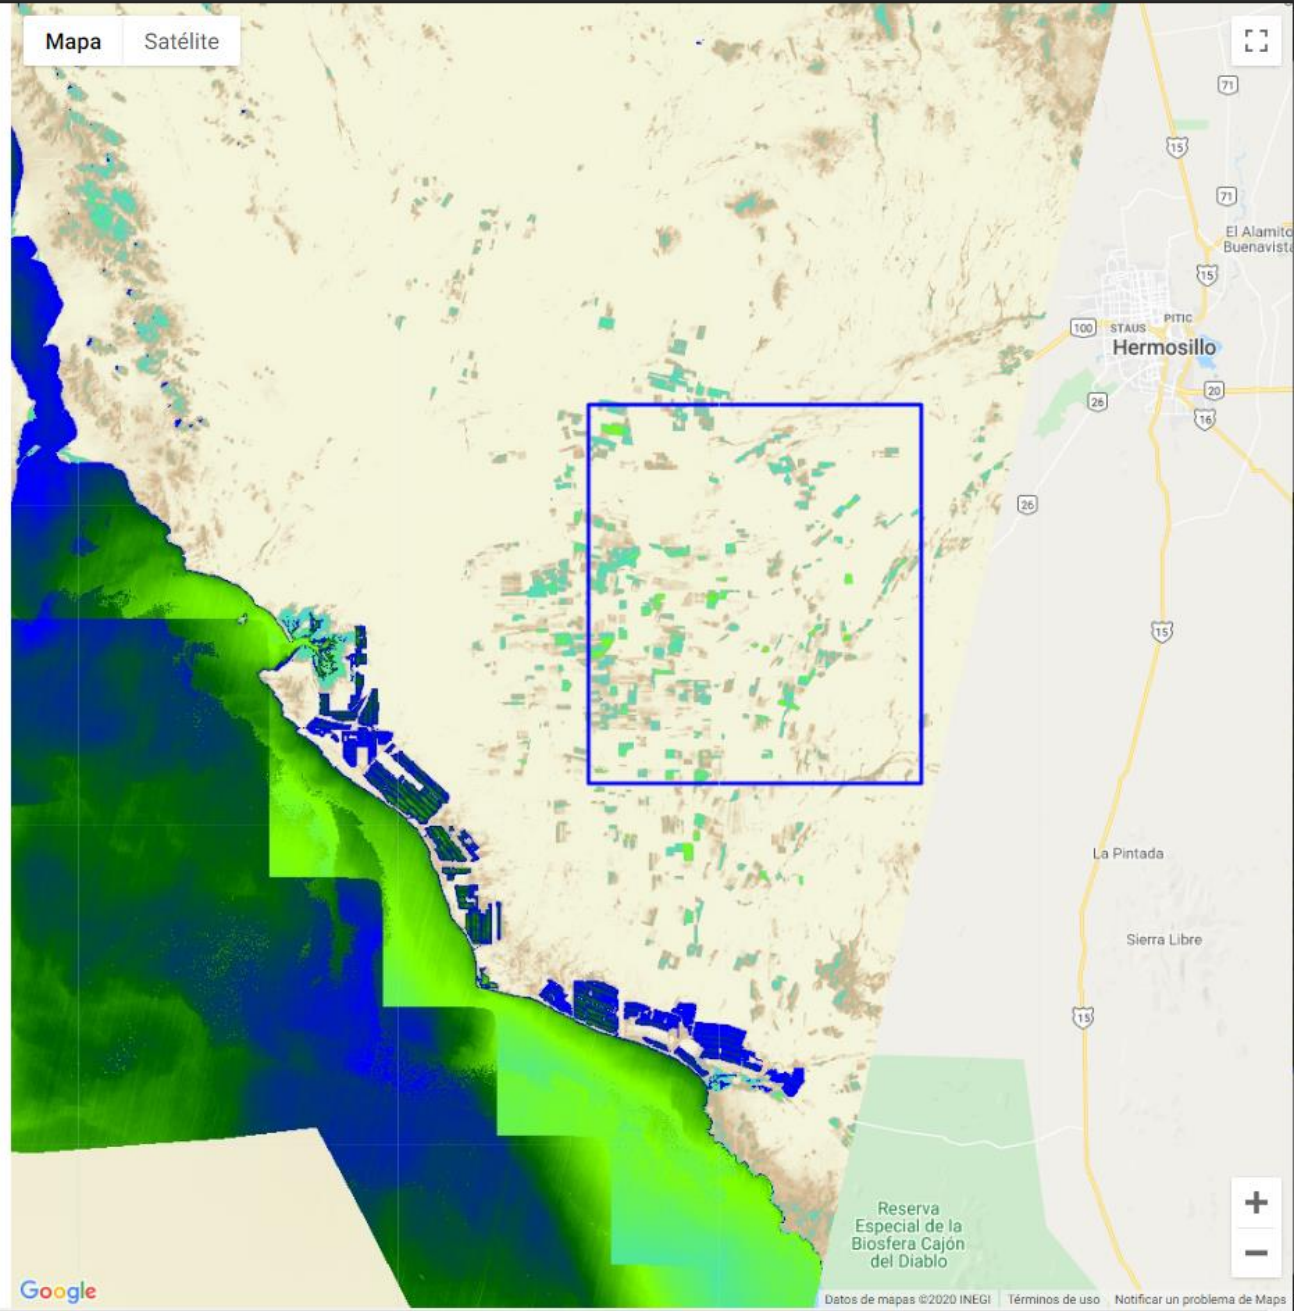 Mapa
Satélite
71
15
71
El Alamito
Buenavista
15
100
STAUS
PITIC
Hermosillo
20
26
16
26
15
La Pintada
Sierra Libre
15
Reserva
Especial de la
Biosfera Cajón
del Diablo
Google
Datos de mapas ©2020 INEGI
Términos de uso
Notificar un problema de Maps